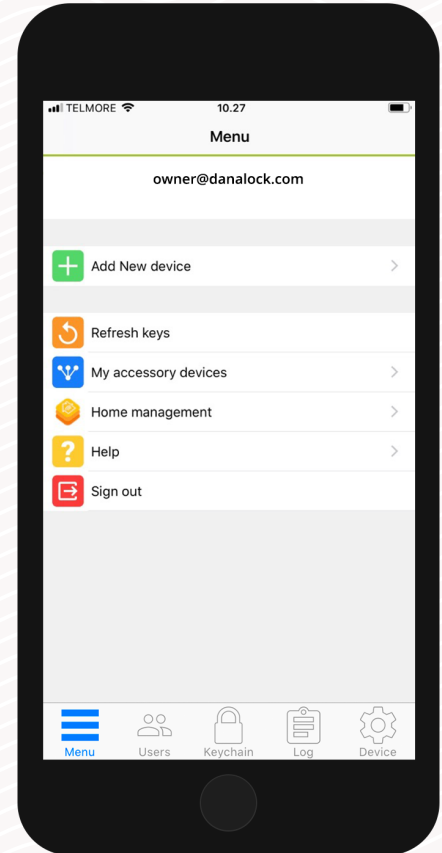 TELMORE 10.27
Menu
owner@danalock.com
Add New device
Refresh keys
My accessory devices
Home management
? Help
Sign out
Menu Users Keychain Log Device